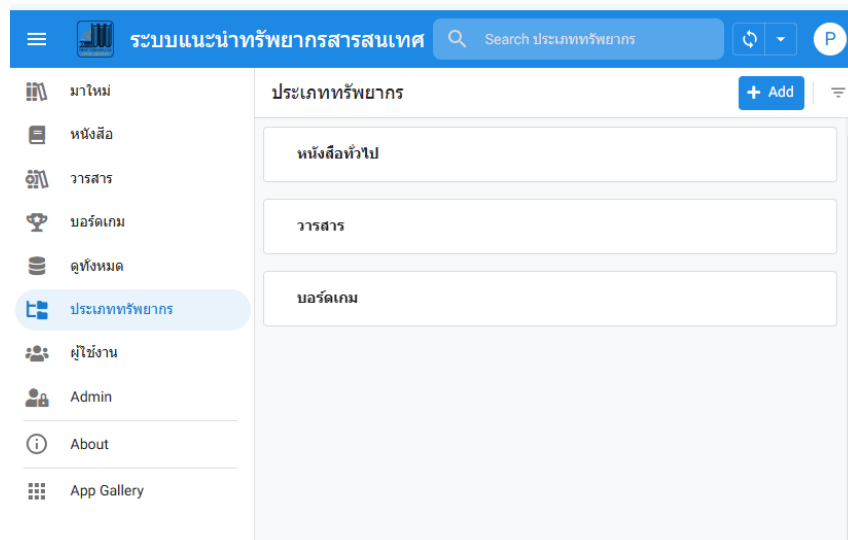 ระบบแนะนำทรัพยากรสารสนเทศ
Search ประเภททรัพยากร
P
มาใหม่
หนังสือ
วารสาร
บอร์ดเกม
ดูทั้งหมด
ประเภททรัพยากร
ผู้ใช้งาน
Admin
About
App Gallery
ประเภททรัพยากร
+ Add
หนังสือทั่วไป
วารสาร
บอร์ดเกม